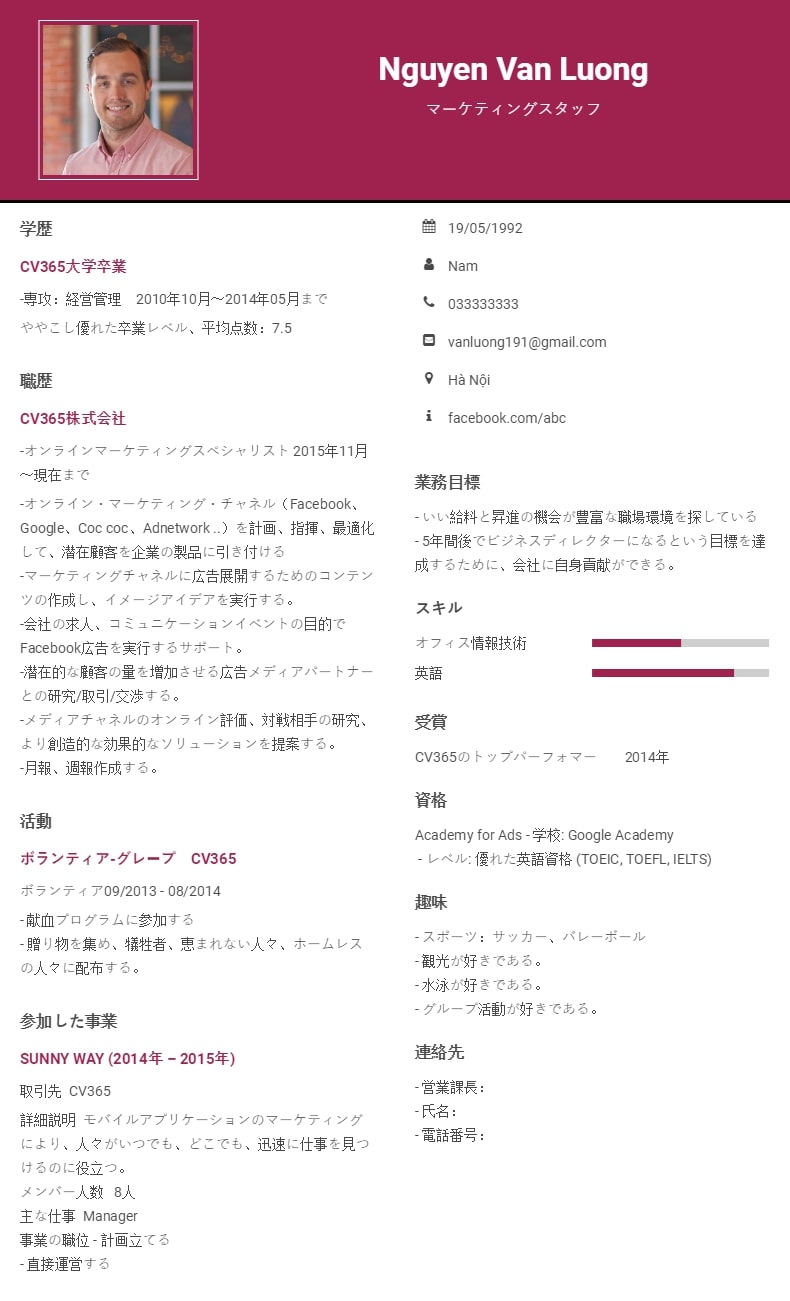 Nguyen Van Luong
マーケティングスタッフ
学歴
CV365大学卒業
-専攻：経営管理　2010年10月～2014年05月まで
ややこし優れた卒業レベル、平均点数：7.5
職歴
CV365株式会社
-オンラインマーケティングスペシャリスト 2015年11月
～現在まで
-オンライン・マーケティング・チャネル（Facebook、
Google、Coc coc、Adnetwork ..）を計画、指揮、最適化
して、潜在顧客を企業の製品に引き付ける
-マーケティングチャネルに広告展開するためのコンテン
ツの作成し、イメージアイデアを実行する。
-会社の求人、コミュニケーションイベントの目的で
Facebook広告を実行するサポート。
-潜在的な顧客の量を増加させる広告メディアパートナー
との研究/取引/交渉する。
-メディアチャネルのオンライン評価、対戦相手の研究、
より創造的な効果的なソリューションを提案する。
-月報、週報作成する。
活動
ボランティア-グレープ　CV365
ボランティア09/2013 - 08/2014
- 献血プログラムに参加する
- 贈り物を集め、犠牲者、恵まれない人々、ホームレス
の人々に配布する。
参加した事業
SUNNY WAY (2014年 – 2015年)
取引先 CV365
詳細説明 モバイルアプリケーションのマーケティング
により、人々がいつでも、どこでも、迅速に仕事を見つ
けるのに役立つ。
メンバー人数 8人
主な仕事 Manager
事業の職位 - 計画立てる
- 直接運営する
19/05/1992
Nam
033333333
vanluong191@gmail.com
Hà Nội
facebook.com/abc
業務目標
- いい給料と昇進の機会が豊富な職場環境を探している
- 5年間後でビジネスディレクターになるという目標を達
成するために、会社に自身貢献ができる。
スキル
オフィス情報技術
英語
受賞
CV365のトップパーフォマー　　2014年
資格
Academy for Ads - 学校: Google Academy
- レベル: 優れた英語資格 (TOEIC, TOEFL, IELTS)
趣味
- スポーツ：サッカー、バレーボール
- 観光が好きである。
- 水泳が好きである。
- グループ活動が好きである。
連絡先
- 営業課長：
- 氏名：
- 電話番号：